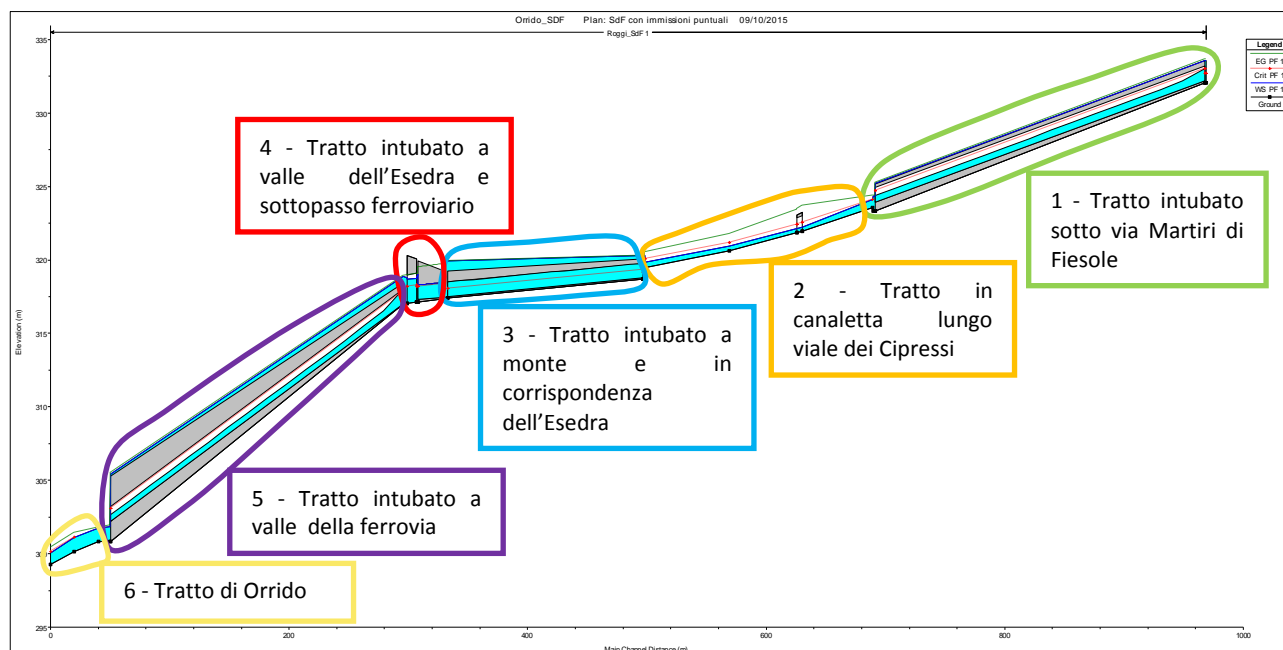 Orrido_SDF Plan: SdF con immissioni puntuali 09/10/2015
Roggi_SdF1
Legend
EG PF 1
Crit PF 1
WS PF 1
Ground
Elevation (m)
335
330
325
320
315
310
305
300
295
4 - Tratto intubato a
valle dell’Esedra e
sottopasso ferroviario
1 - Tratto intubato
sotto via Martiri di
Fiesole
2 - Tratto in
canaletta lungo
viale dei Cipressi
3 - Tratto intubato a
monte e in
corrispondenza
dell’Esedra
5 - Tratto intubato a
valle della ferrovia
6 - Tratto di Orrido
0
200
400
600
800
1000
Main Channel Distance (m)